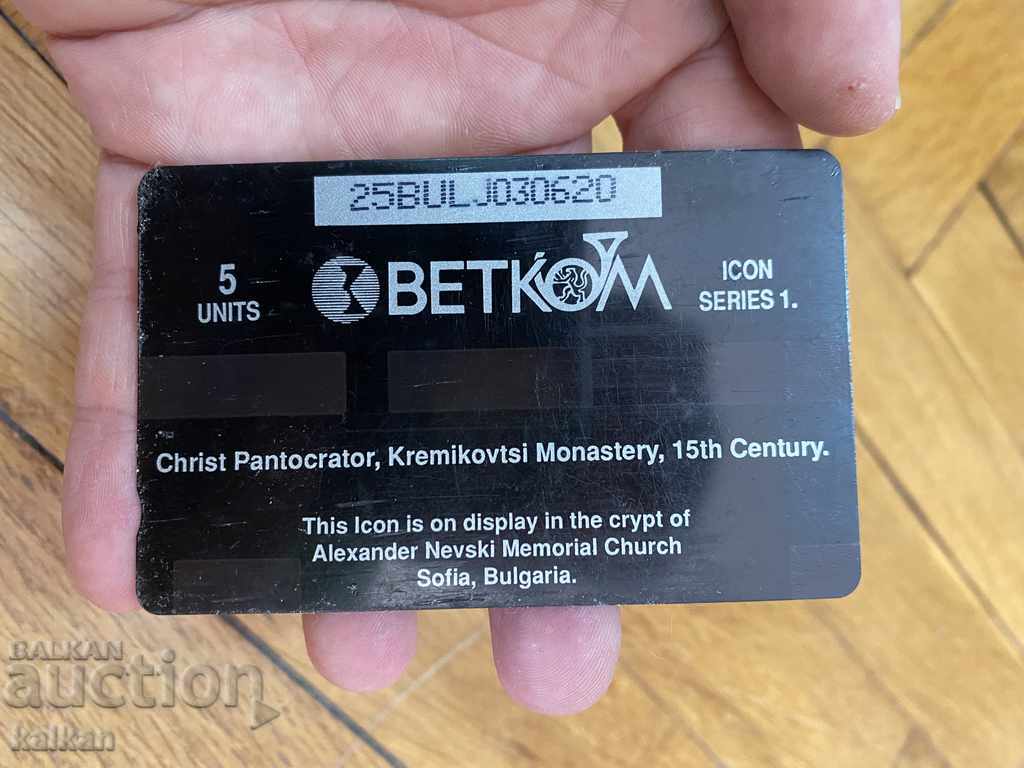 25BULJ030620
5
UNITS
BETKOM
ICON
SERIES 1.
Christ Pantocrator, Kremikovtsi Monastery, 15th Century.
This Icon is on display in the crypt of
Alexander Nevski Memorial Church
Sofia, Bulgaria.
BALKAN
auction
kalkan